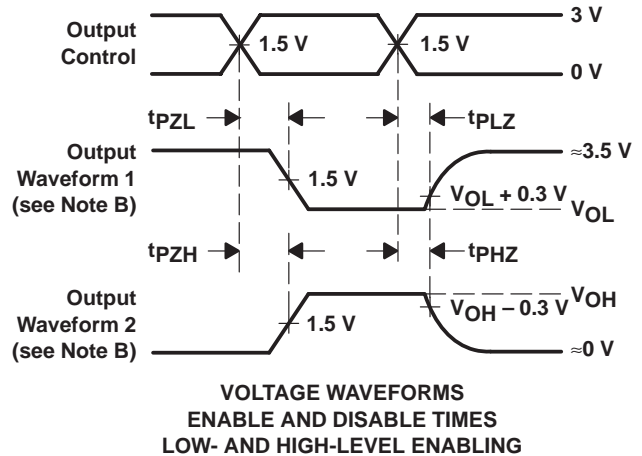 Output
Control
1.5 V
1.5 V
3 V
0 V
tPZL
tPLZ
Output
Waveform 1
(see Note B)
1.5 V
≈3.5 V
VOL + 0.3 V
VOL
tPZH
tPHZ
Output
Waveform 2
(see Note B)
1.5 V
VOH
VOH – 0.3 V
≈0 V
VOLTAGE WAVEFORMS
ENABLE AND DISABLE TIMES
LOW- AND HIGH-LEVEL ENABLING